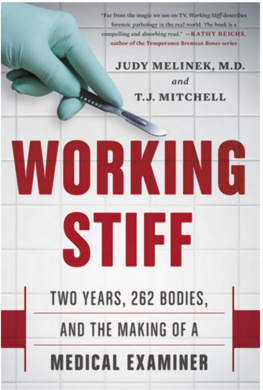 "Far from the magic we see on TV, Working Stiff describes
forensic pathology in the real world. The book is a
compelling and absorbing read." —KATHY REICHS,
author of the Temperance Brennan Bones series
JUDY MELINEK, M.D.
and
T.J. MITCHELL
WORKING
STIFF
TWO YEARS, 262 BODIES,
AND THE MAKING OF A
MEDICAL EXAMINER